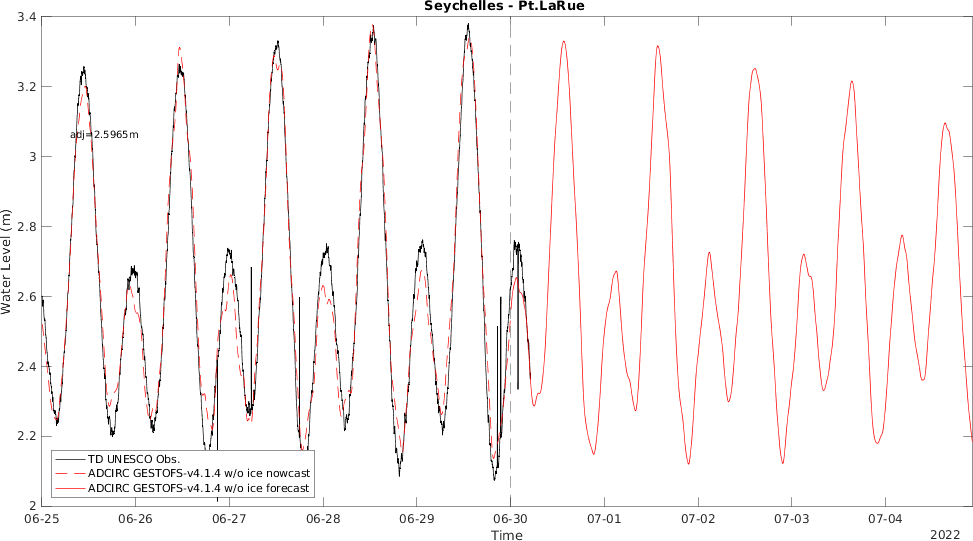 Seychelles - Pt.LaRue
3.4
3.2
3
2.8
2.6
2.4
2.2
2
Water Level (m)
adj=2.5965m
TD UNESCO Obs.
ADCIRC GESTOFS-v4.1.4 w/o ice nowcast
ADCIRC GESTOFS-v4.1.4 w/o ice forecast
06-25 06-26 06-27 06-28 06-29 06-30 07-01 07-02 07-03 07-04
Time
2022